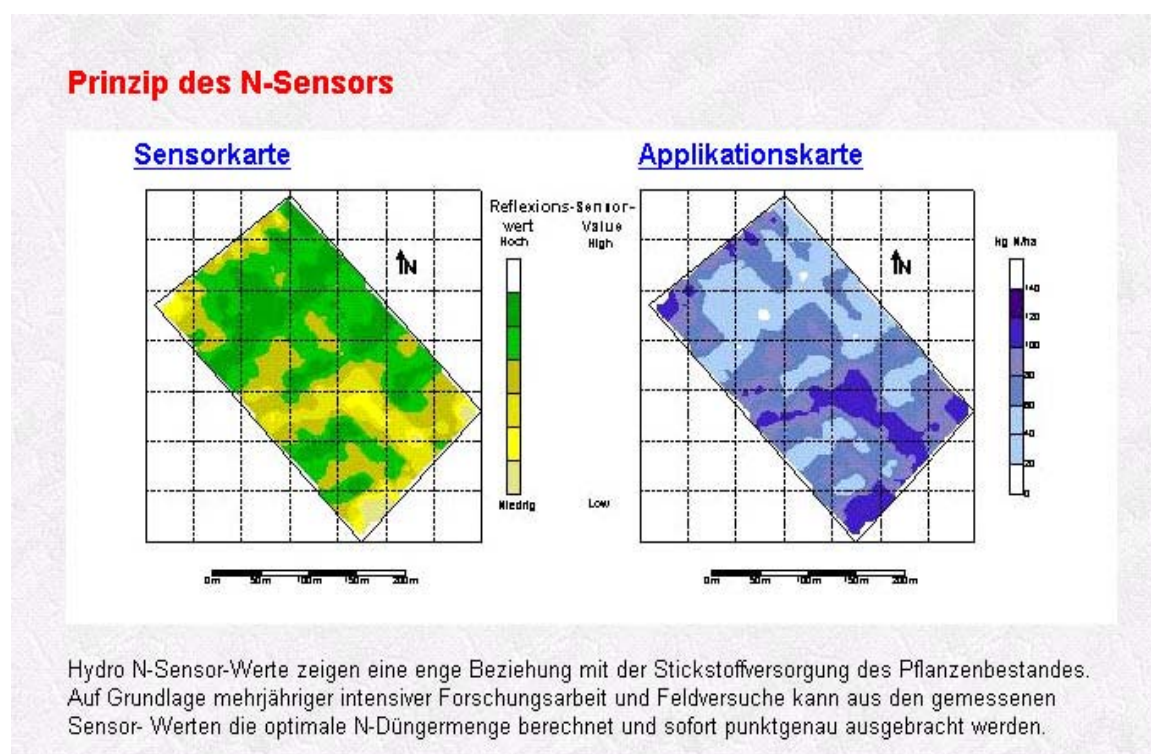 Prinzip des N-Sensors
Sensorkarte
Applikationskarte
Reflexions-Sensor-
wert Value
Hoch High
N
N
kg N/ha
140
120
100
80
60
40
20
0
Niedrig Low
0m 50m 100m 150m 200m
0m 50m 100m 150m 200m
Hydro N-Sensor-Werte zeigen eine enge Beziehung mit der Stickstoffversorgung des Pflanzenbestandes.
Auf Grundlage mehrjähriger intensiver Forschungsarbeit und Feldversuche kann aus den gemessenen
Sensor- Werten die optimale N-Düngermenge berechnet und sofort punktgenau ausgebracht werden.